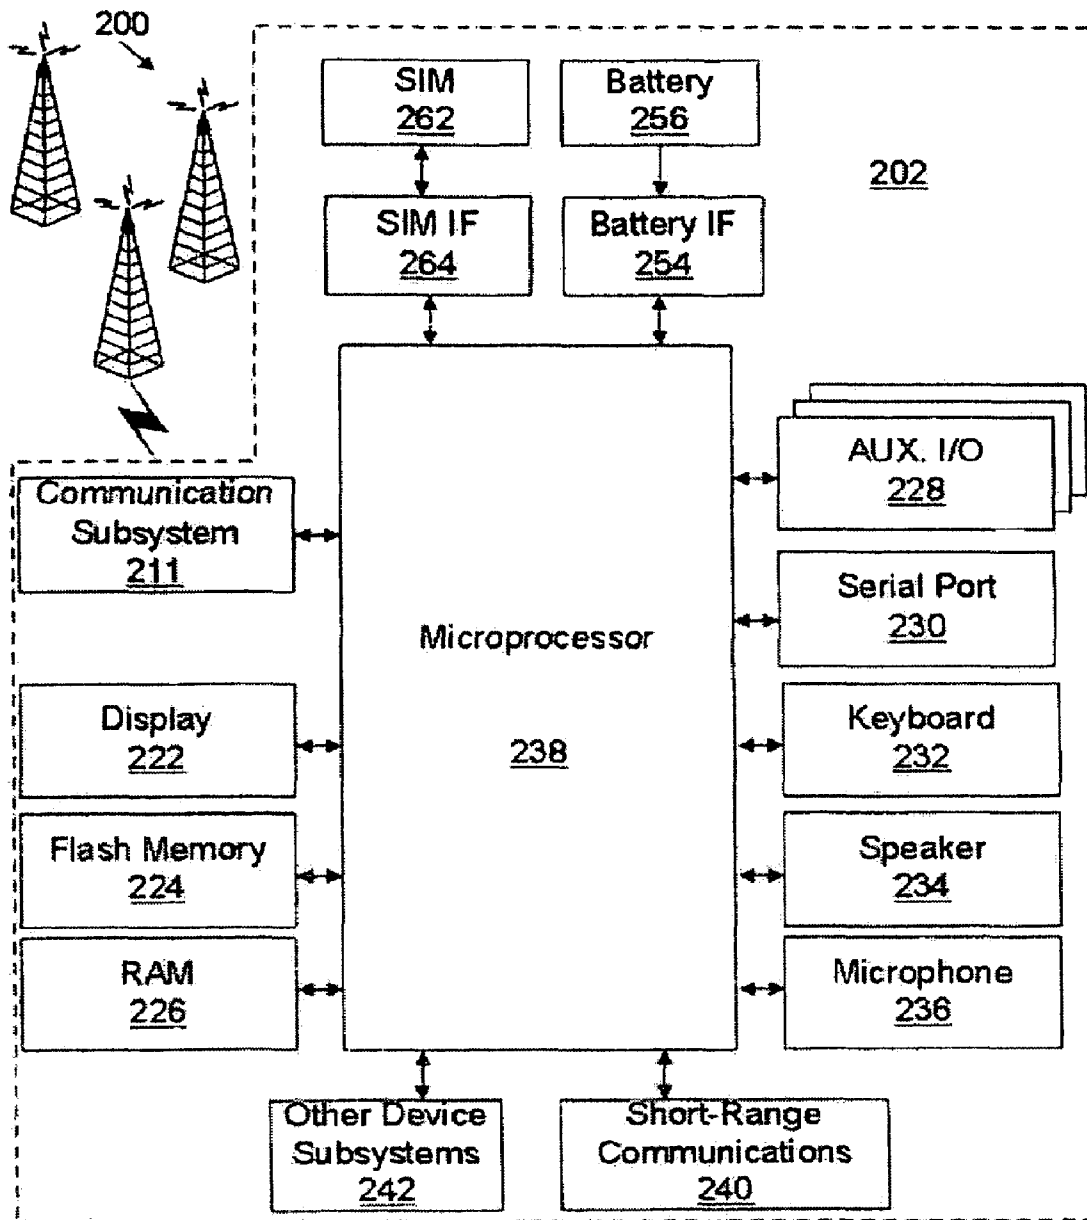 200
SIM
262
Battery
256
202
SIM IF
264
Battery IF
254
AUX. I/O
228
Communication
Subsystem
211
Serial Port
230
Microprocessor
238
Display
222
Keyboard
232
Flash Memory
224
Speaker
234
RAM
226
Microphone
236
Other Device
Subsystems
242
Short-Range
Communications
240